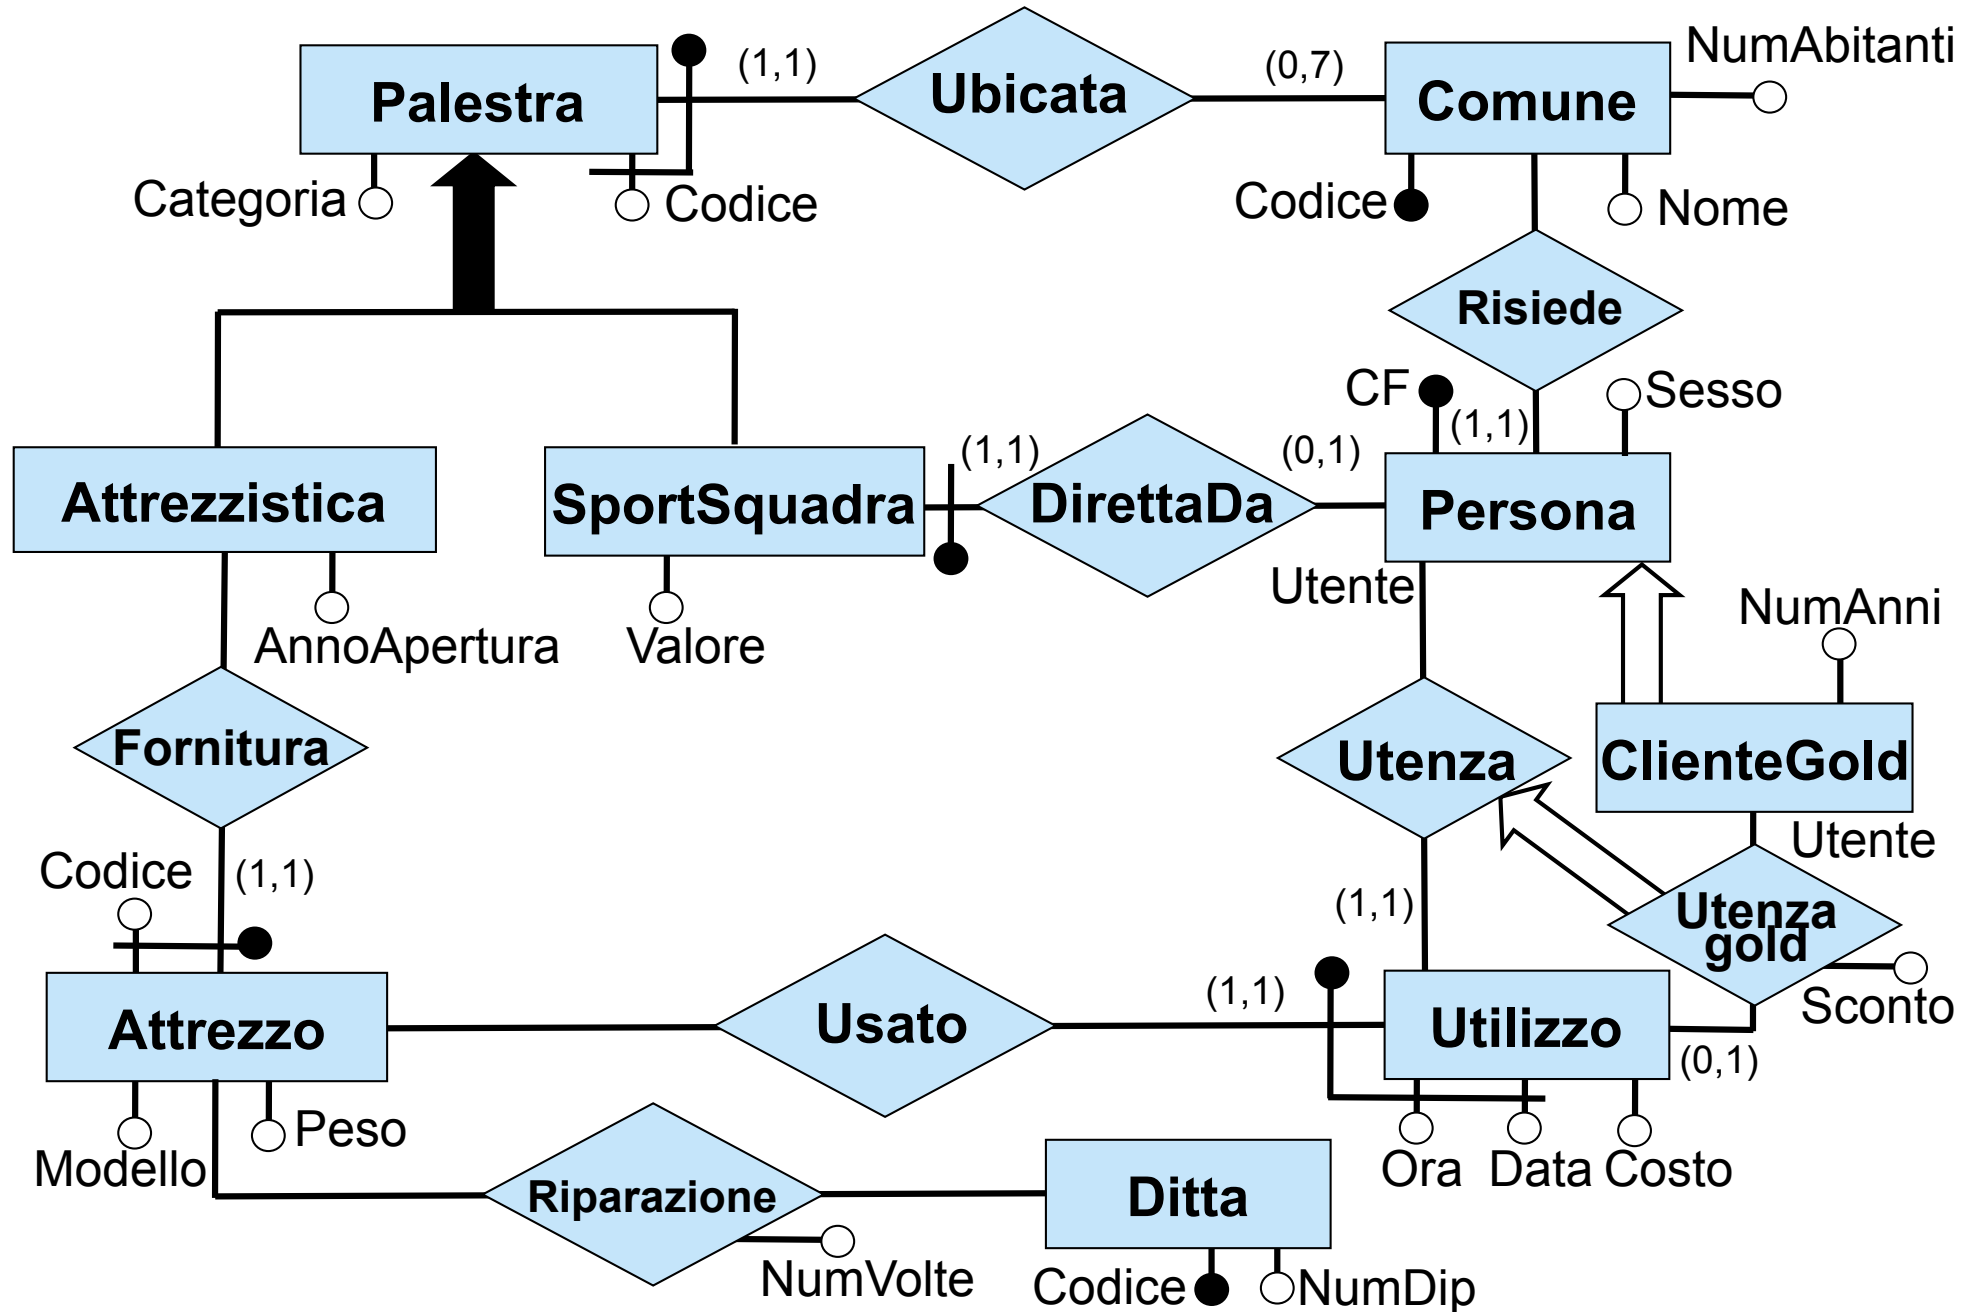 NumAbitanti
(1,1)
(0,7)
Palestra
Ubicata
Comune
Categoria
Codice
Codice
Nome
Risiede
CF
Sesso
(1,1)
(1,1)
(0,1)
Attrezzistica
SportSquadra
DirettaDa
Persona
Utente
NumAnni
AnnoApertura
Valore
Fornitura
Utenza
ClienteGold
Utente
Codice
(1,1)
(1,1)
Utenza
gold
(1,1)
Sconto
Attrezzo
Usato
Utilizzo
(0,1)
Peso
Modello
Ora
Data
Costo
Riparazione
Ditta
NumVolte
Codice
NumDip